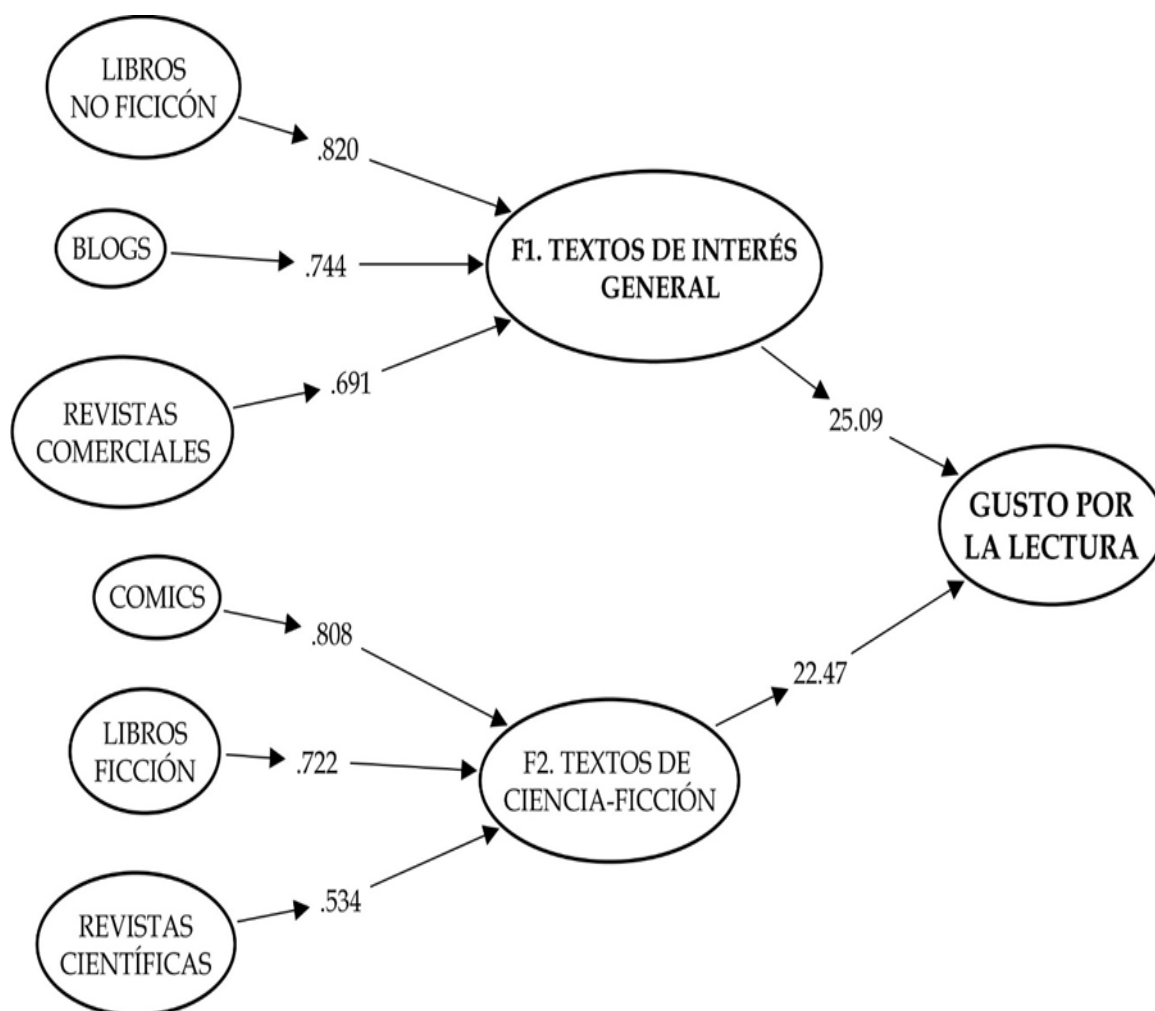 LIBROS
NO FICICÓN
.820
BLOGS
.744
F1. TEXTOS DE INTERÉS
GENERAL
REVISTAS
COMERCIALES
.691
25.09
GUSTO POR
LA LECTURA
COMICS
.808
22.47
LIBROS
FICCIÓN
.722
F2. TEXTOS DE
CIENCIA-FICCIÓN
REVISTAS
CIENTÍFICAS
.534